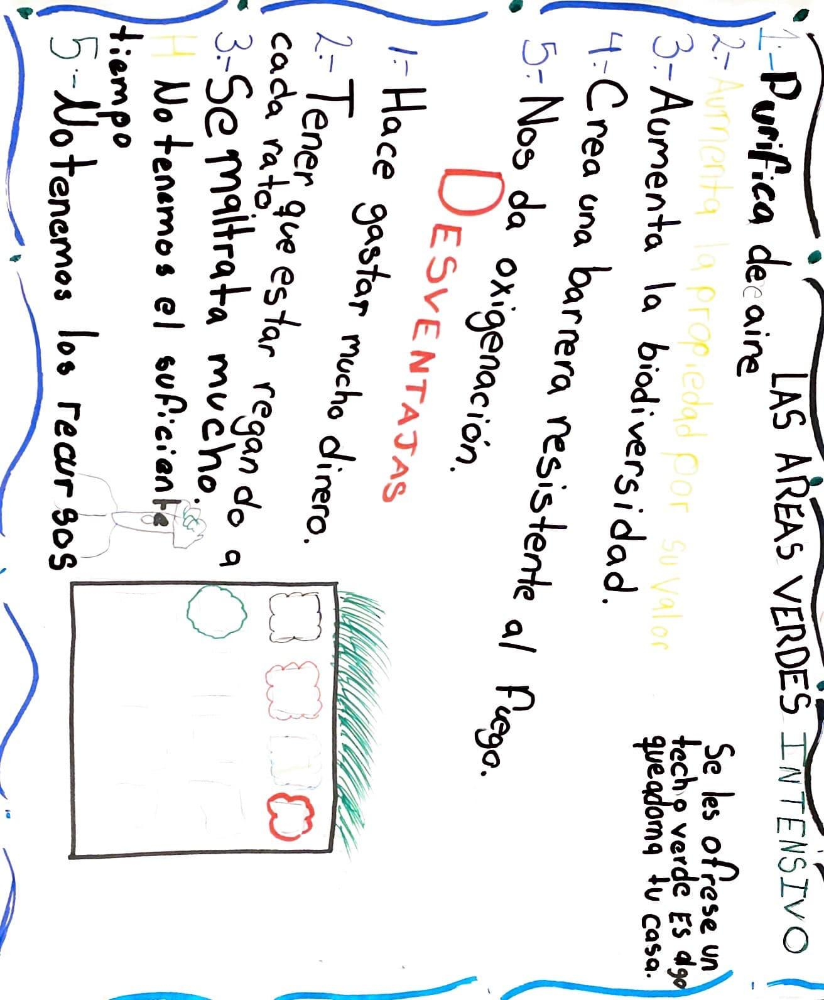 LAS ÁREAS VERDES INTENSIVO
1.- Purifica de aire
2.- Aumenta la propiedad por su valor
3.- Aumenta la biodiversidad.
4.- Crea una barrera resistente al fuego.
5.- Nos da oxigenación.
Se les ofrese un
techo verde Es algo
que adorna tu casa.
DESVENTAJAS
1.- Hace gastar mucho dinero.
2.- Tener que estar regando a
cada rato.
3.- Se maltrata mucho.
4 No tenemos el suficiente
tiempo
5.- No tenemos los recursos